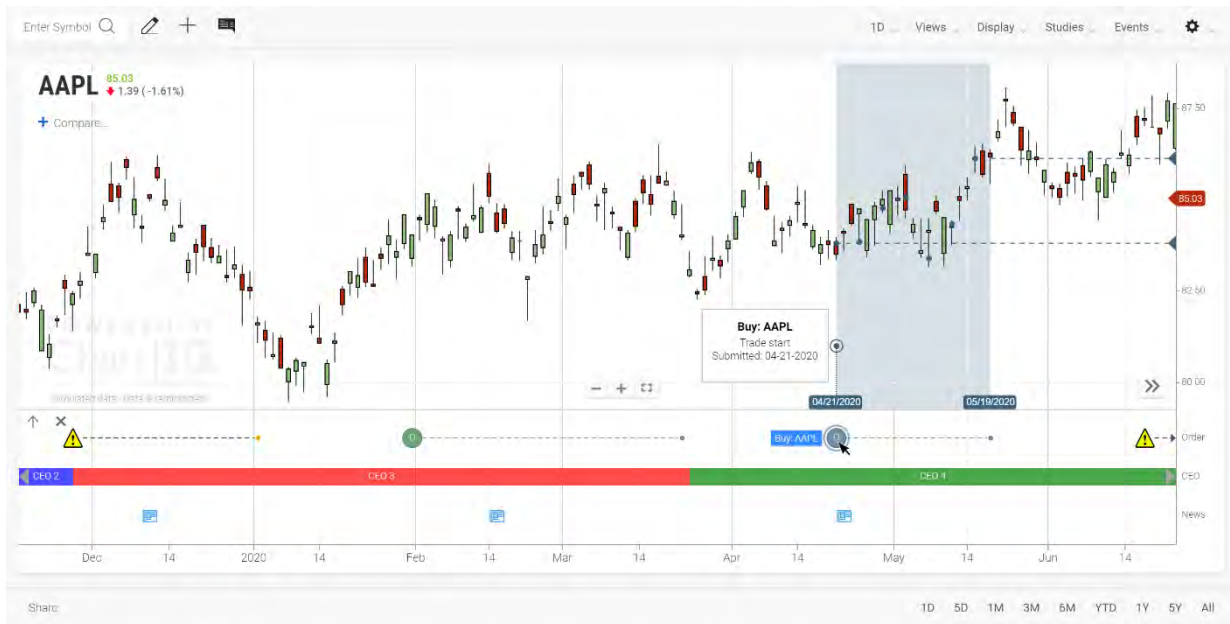 Enter Symbol
1D Views Display Studies Events
AAPL 85.03
1.39 (-1.61%)
+ Compare...
87.50
85.03
82.50
80.00
Buy: AAPL
Trade start
Submitted: 04-21-2020
04/21/2020 05/19/2020
Buy: AAPL
Order
CEO 2 CEO 3 CEO 4 CEO
News
Dec 14 2020 14 Feb 14 Mar 14 Apr 14 May 14 Jun 14
Share 1D 5D 1M 3M 6M YTD 1Y 5Y All